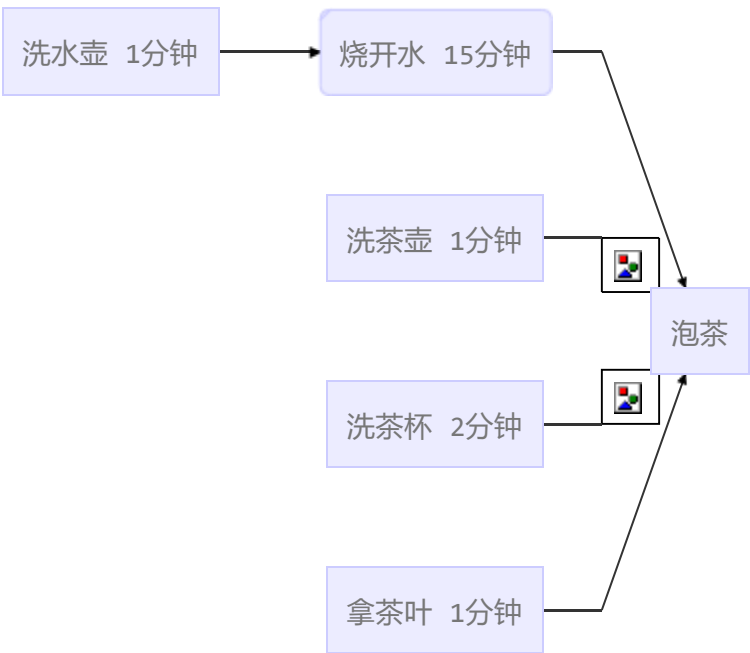 洗水壶 1分钟
烧开水 15分钟
洗茶壶 1分钟
泡茶
洗茶杯 2分钟
拿茶叶 1分钟